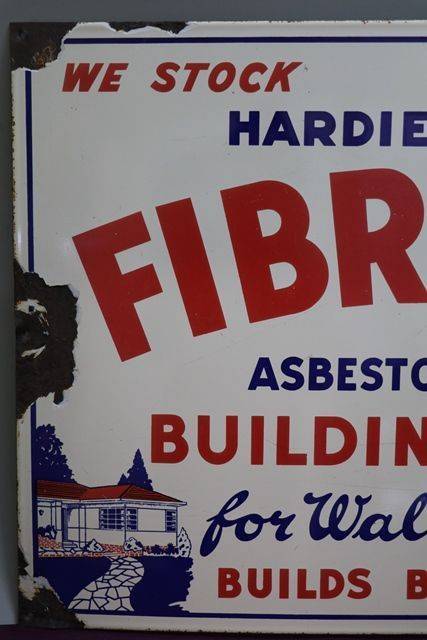 WE STOCK
HARDIE
FIBR
ASBESTO
BUILDIN
for Wal
BUILDS B